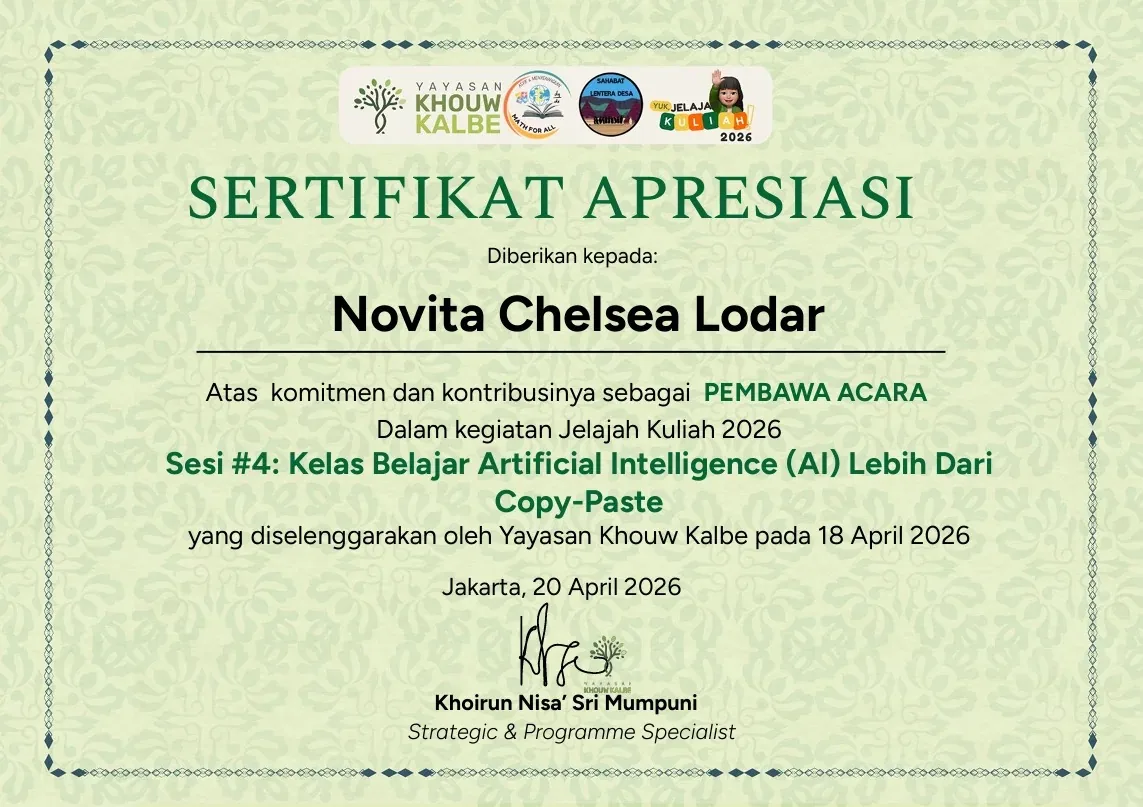 YAYASAN
KHOUW
KALBE
MATH FOR ALL
SAHABAT
LENTERA DESA
YUK, JELAJAH
KULIAH!
2026
SERTIFIKAT APRESIASI
Diberikan kepada:
Novita Chelsea Lodar
Atas komitmen dan kontribusinya sebagai PEMBAWA ACARA
Dalam kegiatan Jelajah Kuliah 2026
Sesi #4: Kelas Belajar Artificial Intelligence (AI) Lebih Dari
Copy-Paste
yang diselenggarakan oleh Yayasan Khouw Kalbe pada 18 April 2026
Jakarta, 20 April 2026
YAYASAN
KHOUW KALBE
Khoirun Nisa’ Sri Mumpuni
Strategic & Programme Specialist